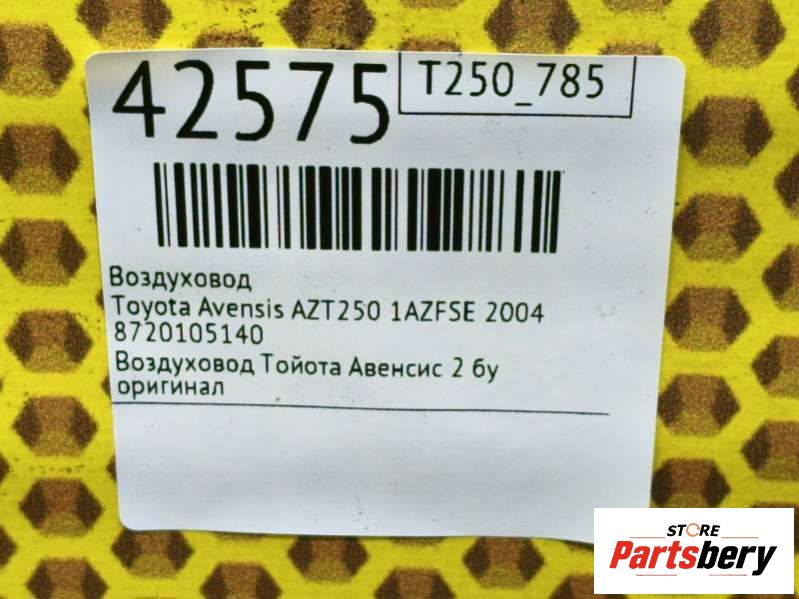 42575
T250_785
Воздуховод
Toyota Avensis AZT250 1AZFSE 2004
8720105140
Воздуховод Тойота Авенсис 2 бу
оригинал
STORE
Partsbery